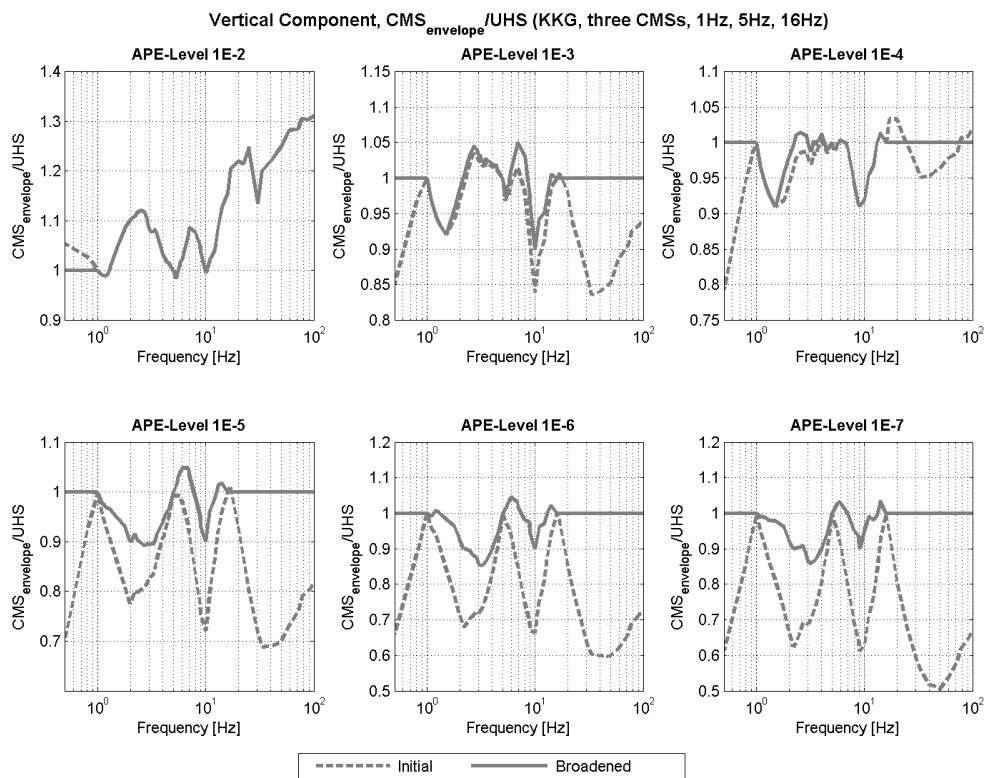 Vertical Component, CMS_envelope/UHS (KKG, three CMSs, 1Hz, 5Hz, 16Hz)
APE-Level 1E-2
CMS_envelope/UHS
1.4
1.3
1.2
1.1
1
0.9
10^0
10^1
10^2
Frequency [Hz]
APE-Level 1E-3
CMS_envelope/UHS
1.15
1.1
1.05
1
0.95
0.9
0.85
0.8
10^0
10^1
10^2
Frequency [Hz]
APE-Level 1E-4
CMS_envelope/UHS
1.1
1.05
1
0.95
0.9
0.85
0.8
0.75
10^0
10^1
10^2
Frequency [Hz]
APE-Level 1E-5
CMS_envelope/UHS
1.1
1
0.9
0.8
0.7
10^0
10^1
10^2
Frequency [Hz]
APE-Level 1E-6
CMS_envelope/UHS
1.2
1.1
1
0.9
0.8
0.7
0.6
0.5
10^0
10^1
10^2
Frequency [Hz]
APE-Level 1E-7
CMS_envelope/UHS
1.2
1.1
1
0.9
0.8
0.7
0.6
0.5
10^0
10^1
10^2
Frequency [Hz]
Initial
Broadened